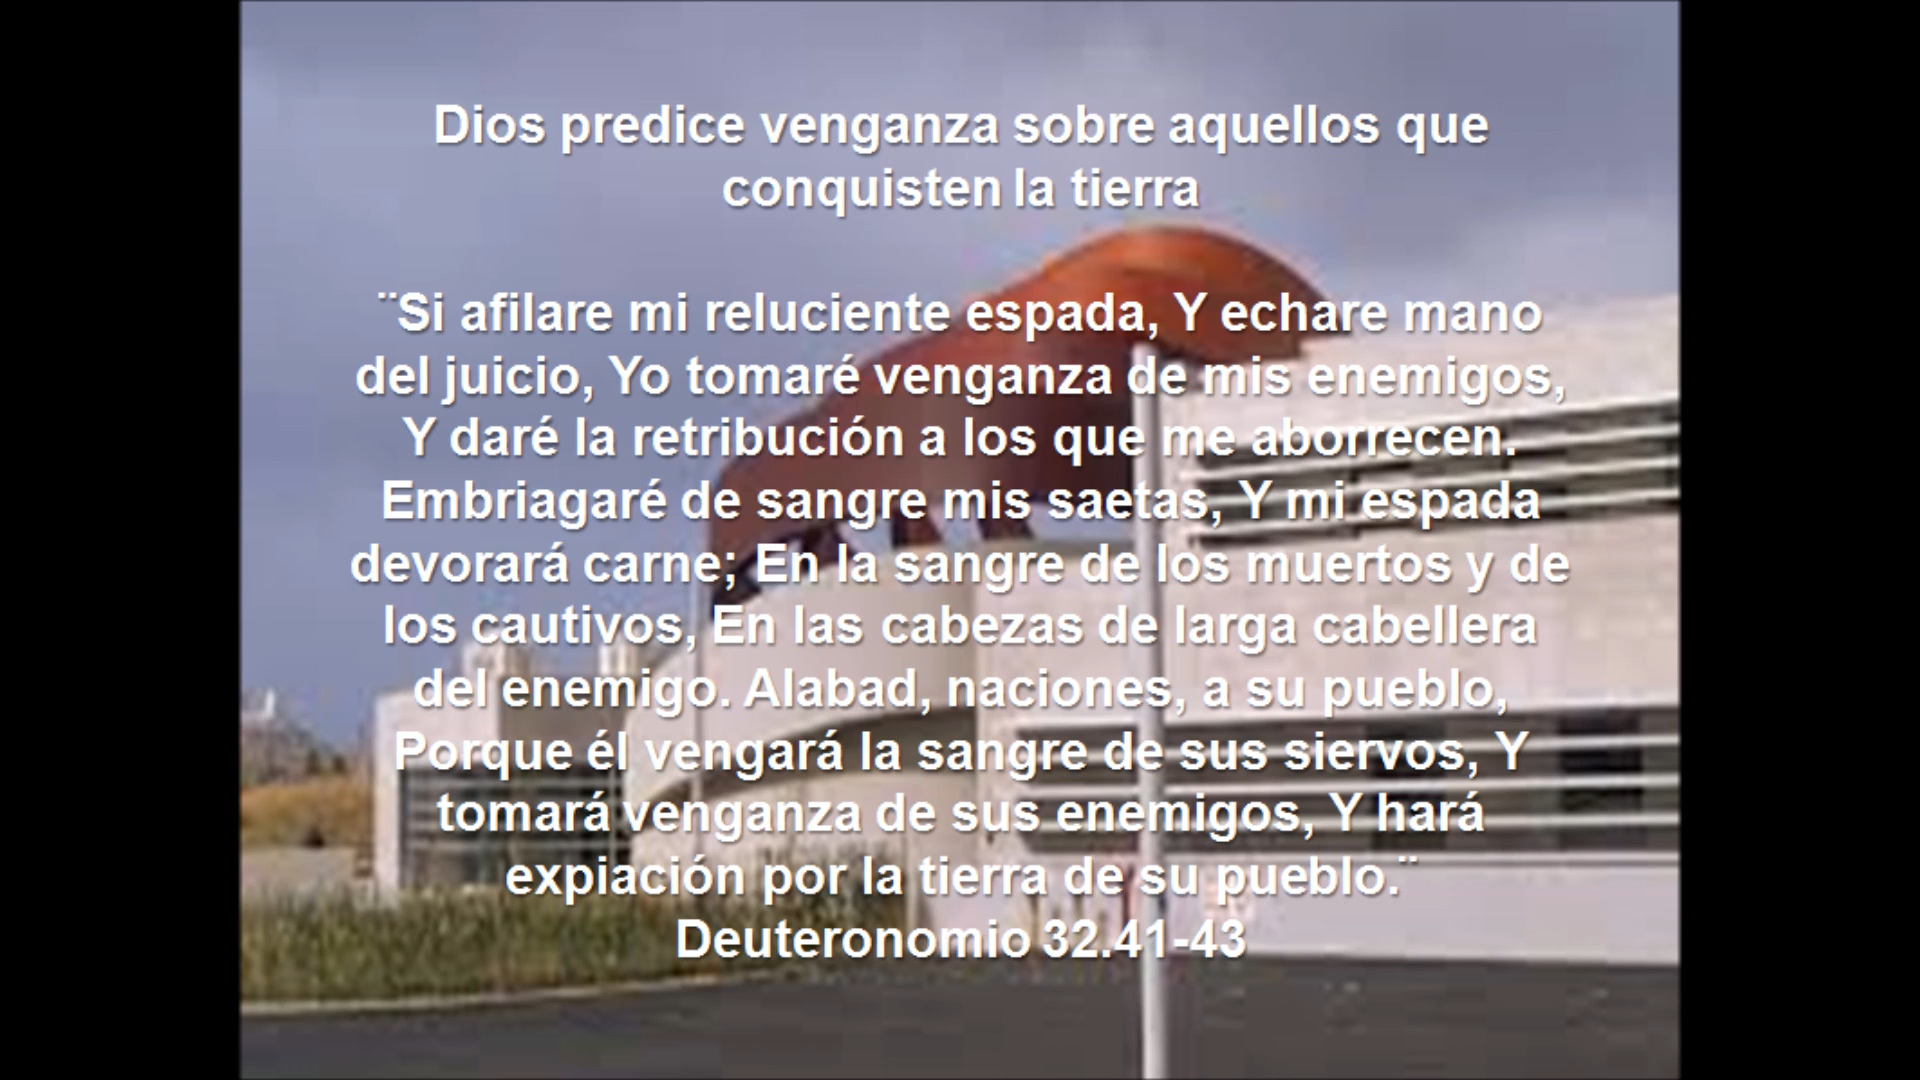 Dios predice venganza sobre aquellos que
conquisten la tierra
¨Si afilare mi reluciente espada, Y echare mano
del juicio, Yo tomaré venganza de mis enemigos,
Y daré la retribución a los que me aborrecen.
Embriagaré de sangre mis saetas, Y mi espada
devorará carne; En la sangre de los muertos y de
los cautivos, En las cabezas de larga cabellera
del enemigo. Alabad, naciones, a su pueblo,
Porque él vengará la sangre de sus siervos, Y
tomará venganza de sus enemigos, Y hará
expiación por la tierra de su pueblo.¨
Deuteronomio 32.41-43